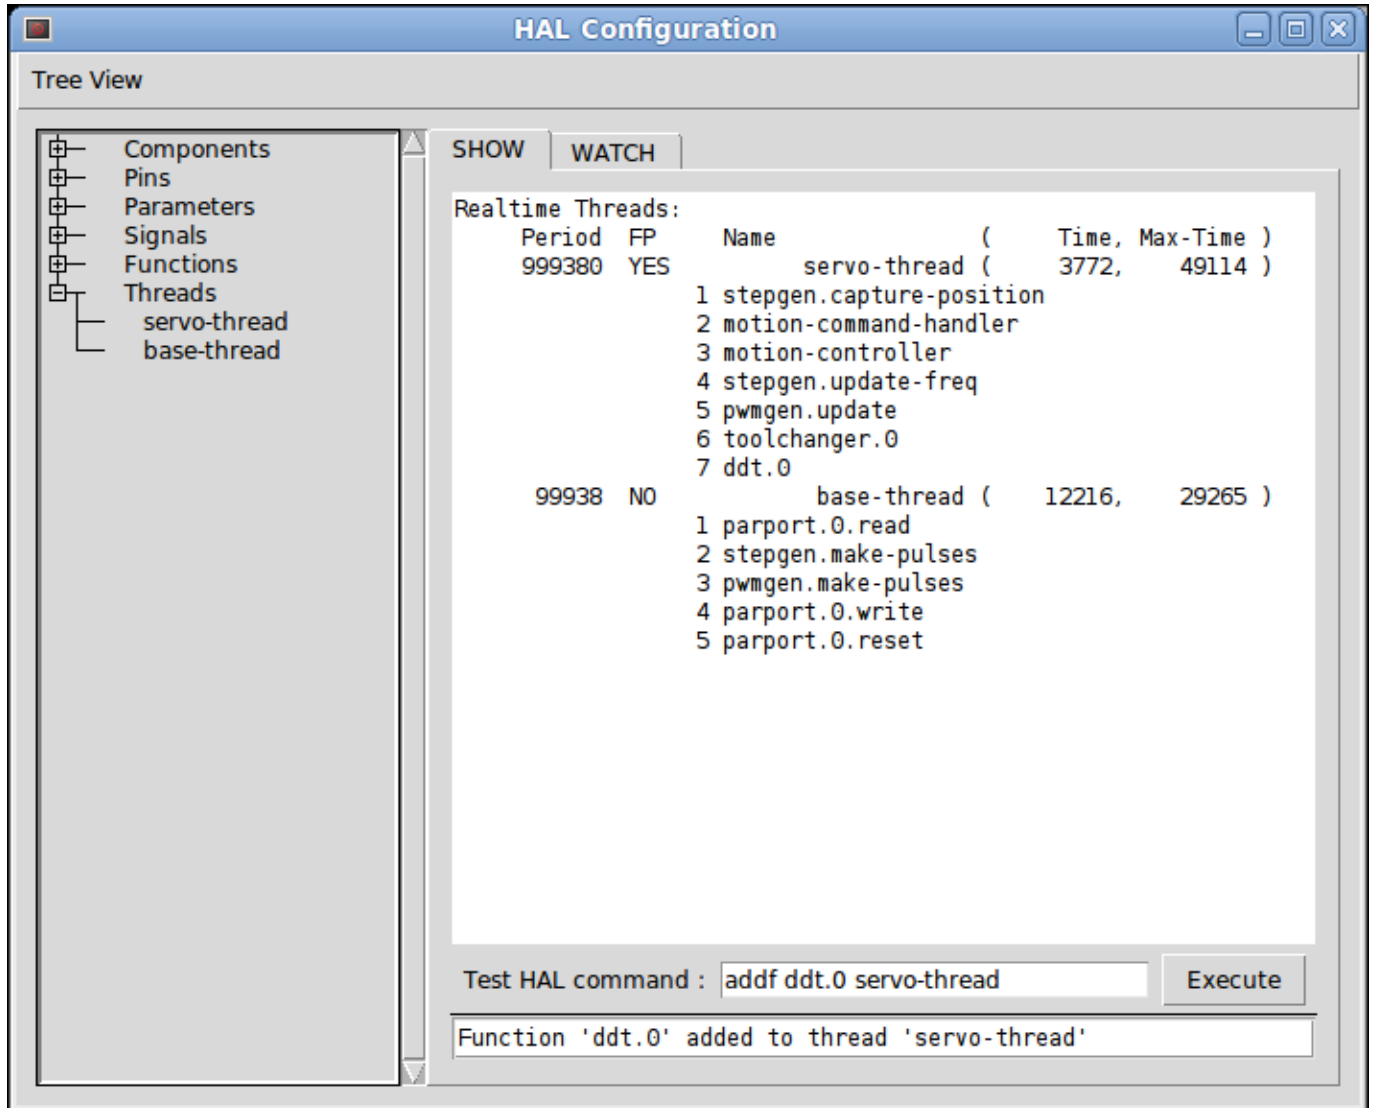 HAL Configuration
Tree View
Components
Pins
Parameters
Signals
Functions
Threads
servo-thread
base-thread
SHOW
WATCH
Realtime Threads:
Period FP Name ( Time, Max-Time )
999380 YES servo-thread ( 3772, 49114 )
1 stepgen.capture-position
2 motion-command-handler
3 motion-controller
4 stepgen.update-freq
5 pwmgen.update
6 toolchanger.0
7 ddt.0
99938 NO base-thread ( 12216, 29265 )
1 parport.0.read
2 stepgen.make-pulses
3 pwmgen.make-pulses
4 parport.0.write
5 parport.0.reset
Test HAL command : addf ddt.0 servo-thread Execute
Function 'ddt.0' added to thread 'servo-thread'